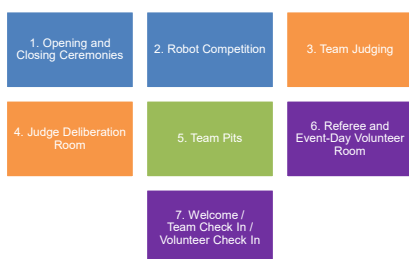 1. Opening and
Closing Ceremonies
2. Robot Competition
3. Team Judging
4. Judge Deliberation
Room
5. Team Pits
6. Referee and
Event-Day Volunteer
Room
7. Welcome /
Team Check In /
Volunteer Check In